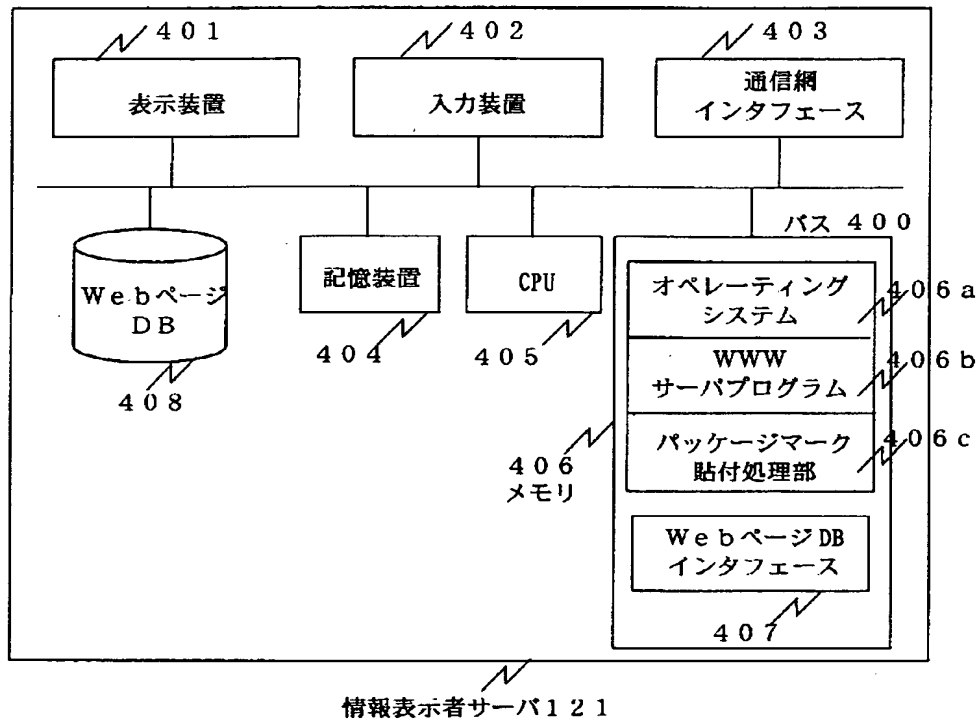 401
402
403
表示装置
入力装置
通信網
インタフェース
バス 400
Webページ
DB
408
記憶装置
404
CPU
405
オペレーティング
システム
406a
WWW
サーバプログラム
406b
パッケージマーク
貼付処理部
406c
406
メモリ
WebページDB
インタフェース
407
情報表示者サーバ121